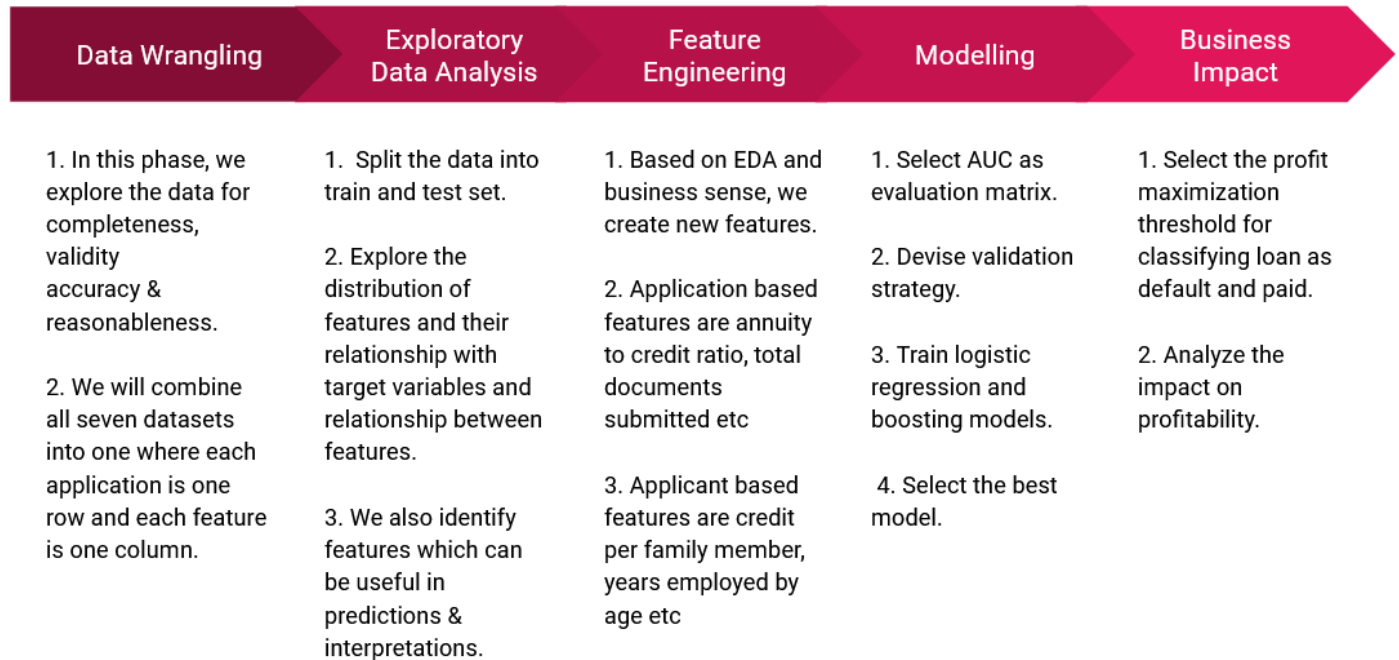 Data Wrangling
Exploratory
Data Analysis
Feature
Engineering
Modelling
Business
Impact
1. In this phase, we
explore the data for
completeness,
validity
accuracy &
reasonableness.
2. We will combine
all seven datasets
into one where each
application is one
row and each feature
is one column.
1. Split the data into
train and test set.
2. Explore the
distribution of
features and their
relationship with
target variables and
relationship between
features.
3. We also identify
features which can
be useful in
predictions &
interpretations.
1. Based on EDA and
business sense, we
create new features.
2. Application based
features are annuity
to credit ratio, total
documents
submitted etc
3. Applicant based
features are credit
per family member,
years employed by
age etc
1. Select AUC as
evaluation matrix.
2. Devise validation
strategy.
3. Train logistic
regression and
boosting models.
4. Select the best
model.
1. Select the profit
maximization
threshold for
classifying loan as
default and paid.
2. Analyze the
impact on
profitability.